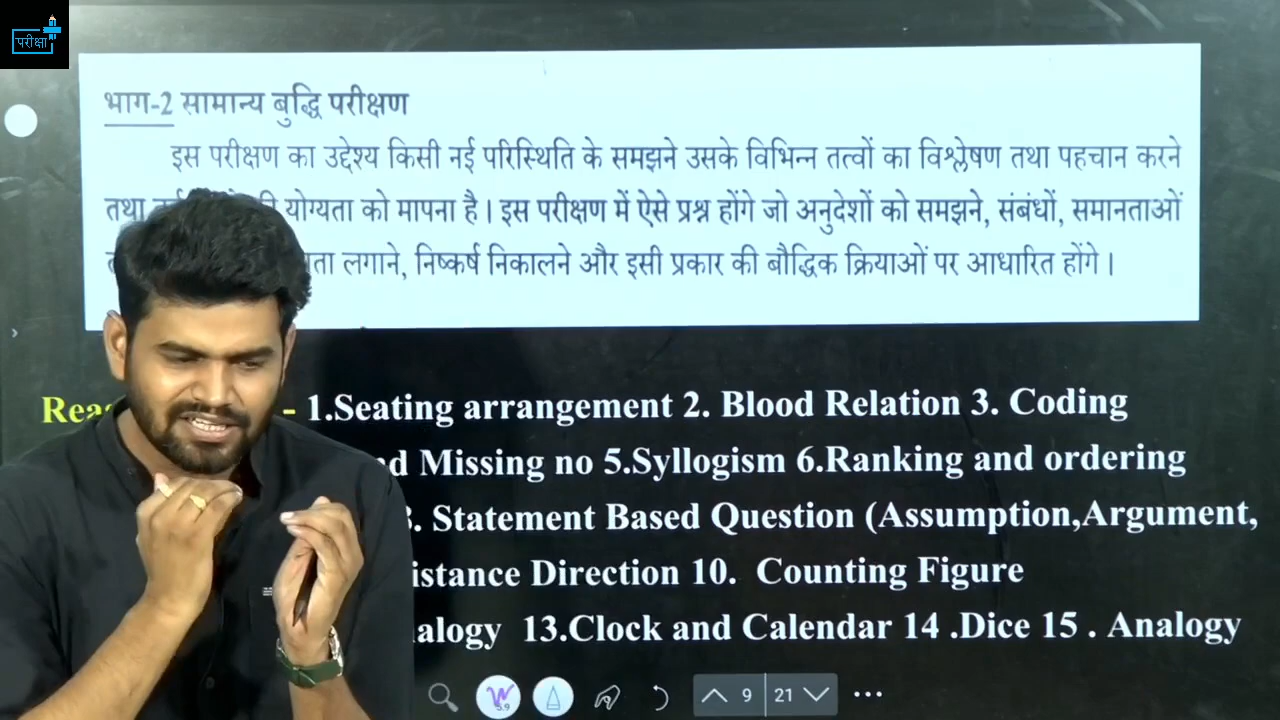 परीक्षा
भाग-2 सामान्य बुद्धि परीक्षण
इस परीक्षण का उद्देश्य किसी नई परिस्थिति के समझने उसके विभिन्न तत्वों का विश्लेषण तथा पहचान करने
तथा योग्यता को मापना है। इस परीक्षण में ऐसे प्रश्न होंगे जो अनुदेशों को समझने, संबंधों, समानताओं
लगाने, निष्कर्ष निकालने और इसी प्रकार की बौद्धिक क्रियाओं पर आधारित होंगे।
- 1.Seating arrangement 2. Blood Relation 3. Coding
Missing no 5.Syllogism 6.Ranking and ordering
Statement Based Question (Assumption,Argument,
Direction 10. Counting Figure
13.Clock and Calendar 14 .Dice 15 . Analogy
9 21